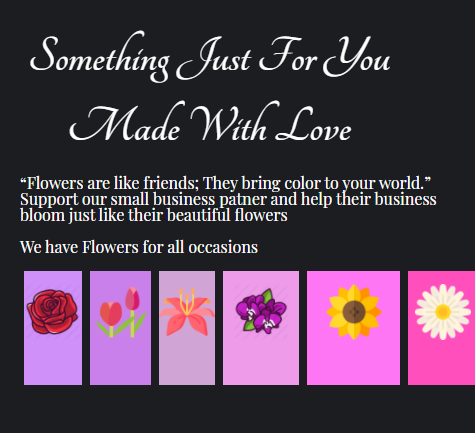 Something Just For You
Made With Love
“Flowers are like friends; They bring color to your world.”
Support our small business patner and help their business
bloom just like their beautiful flowers
We have Flowers for all occasions